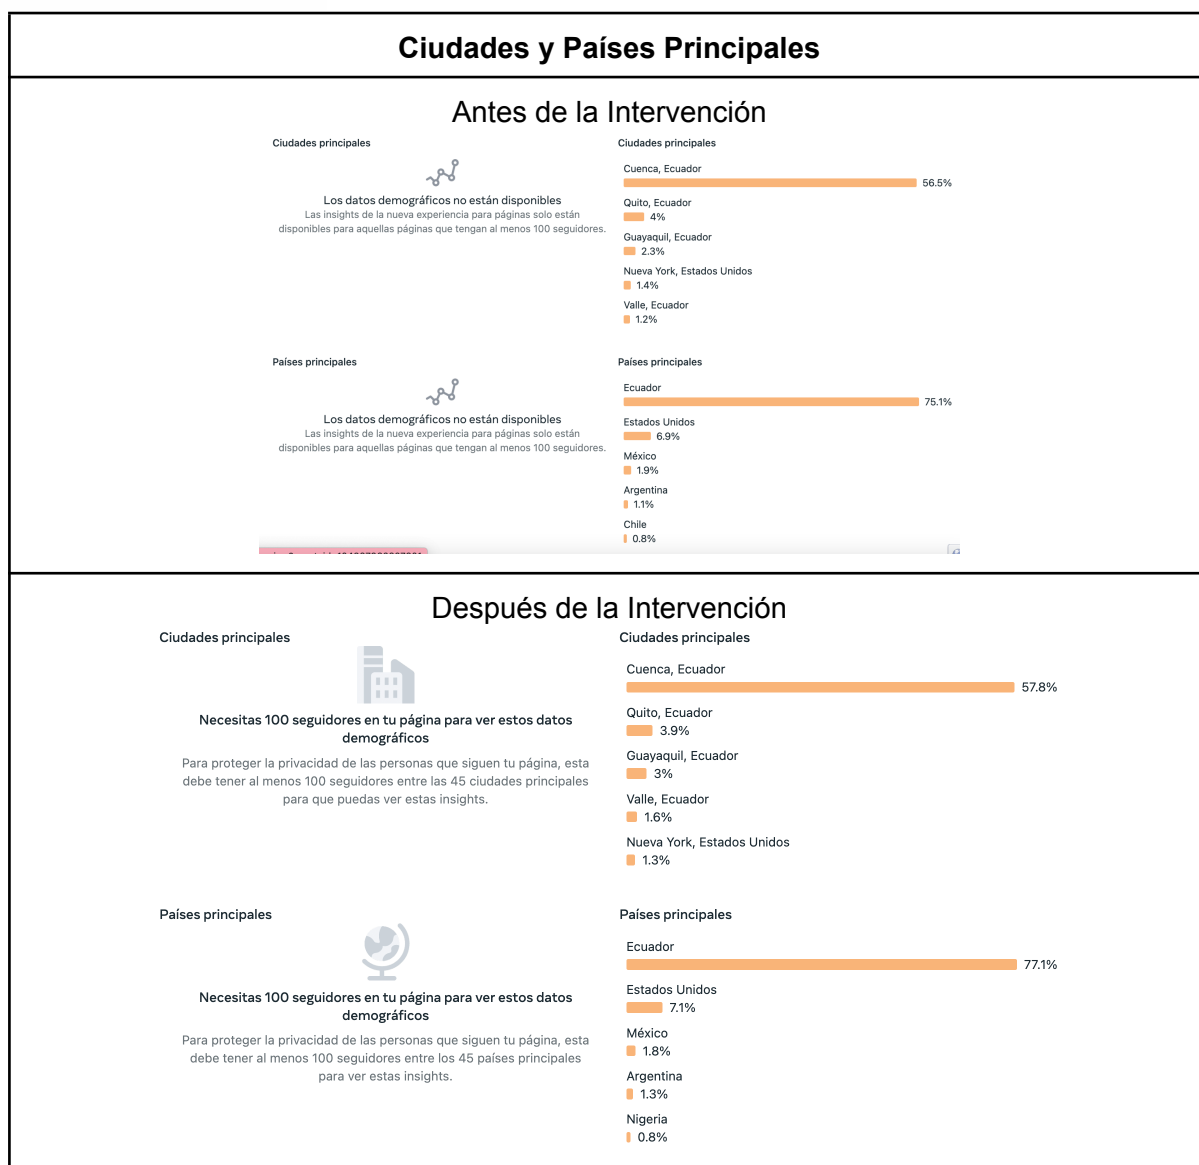 Ciudades y Países Principales
Antes de la Intervención
Ciudades principales
Los datos demográficos no están disponibles
Las insights de la nueva experiencia para páginas solo están
disponibles para aquellas páginas que tengan al menos 100 seguidores.
Ciudades principales
Cuenca, Ecuador
56.5%
Quito, Ecuador
4%
Guayaquil, Ecuador
2.3%
Nueva York, Estados Unidos
1.4%
Valle, Ecuador
1.2%
Países principales
Los datos demográficos no están disponibles
Las insights de la nueva experiencia para páginas solo están
disponibles para aquellas páginas que tengan al menos 100 seguidores.
Países principales
Ecuador
75.1%
Estados Unidos
6.9%
México
1.9%
Argentina
1.1%
Chile
0.8%
Después de la Intervención
Ciudades principales
Necesitas 100 seguidores en tu página para ver estos datos
demográficos
Para proteger la privacidad de las personas que siguen tu página, esta
debe tener al menos 100 seguidores entre las 45 ciudades principales
para que puedas ver estas insights.
Ciudades principales
Cuenca, Ecuador
57.8%
Quito, Ecuador
3.9%
Guayaquil, Ecuador
3%
Valle, Ecuador
1.6%
Nueva York, Estados Unidos
1.3%
Países principales
Necesitas 100 seguidores en tu página para ver estos datos
demográficos
Para proteger la privacidad de las personas que siguen tu página, esta
debe tener al menos 100 seguidores entre los 45 países principales
para ver estas insights.
Países principales
Ecuador
77.1%
Estados Unidos
7.1%
México
1.8%
Argentina
1.3%
Nigeria
0.8%